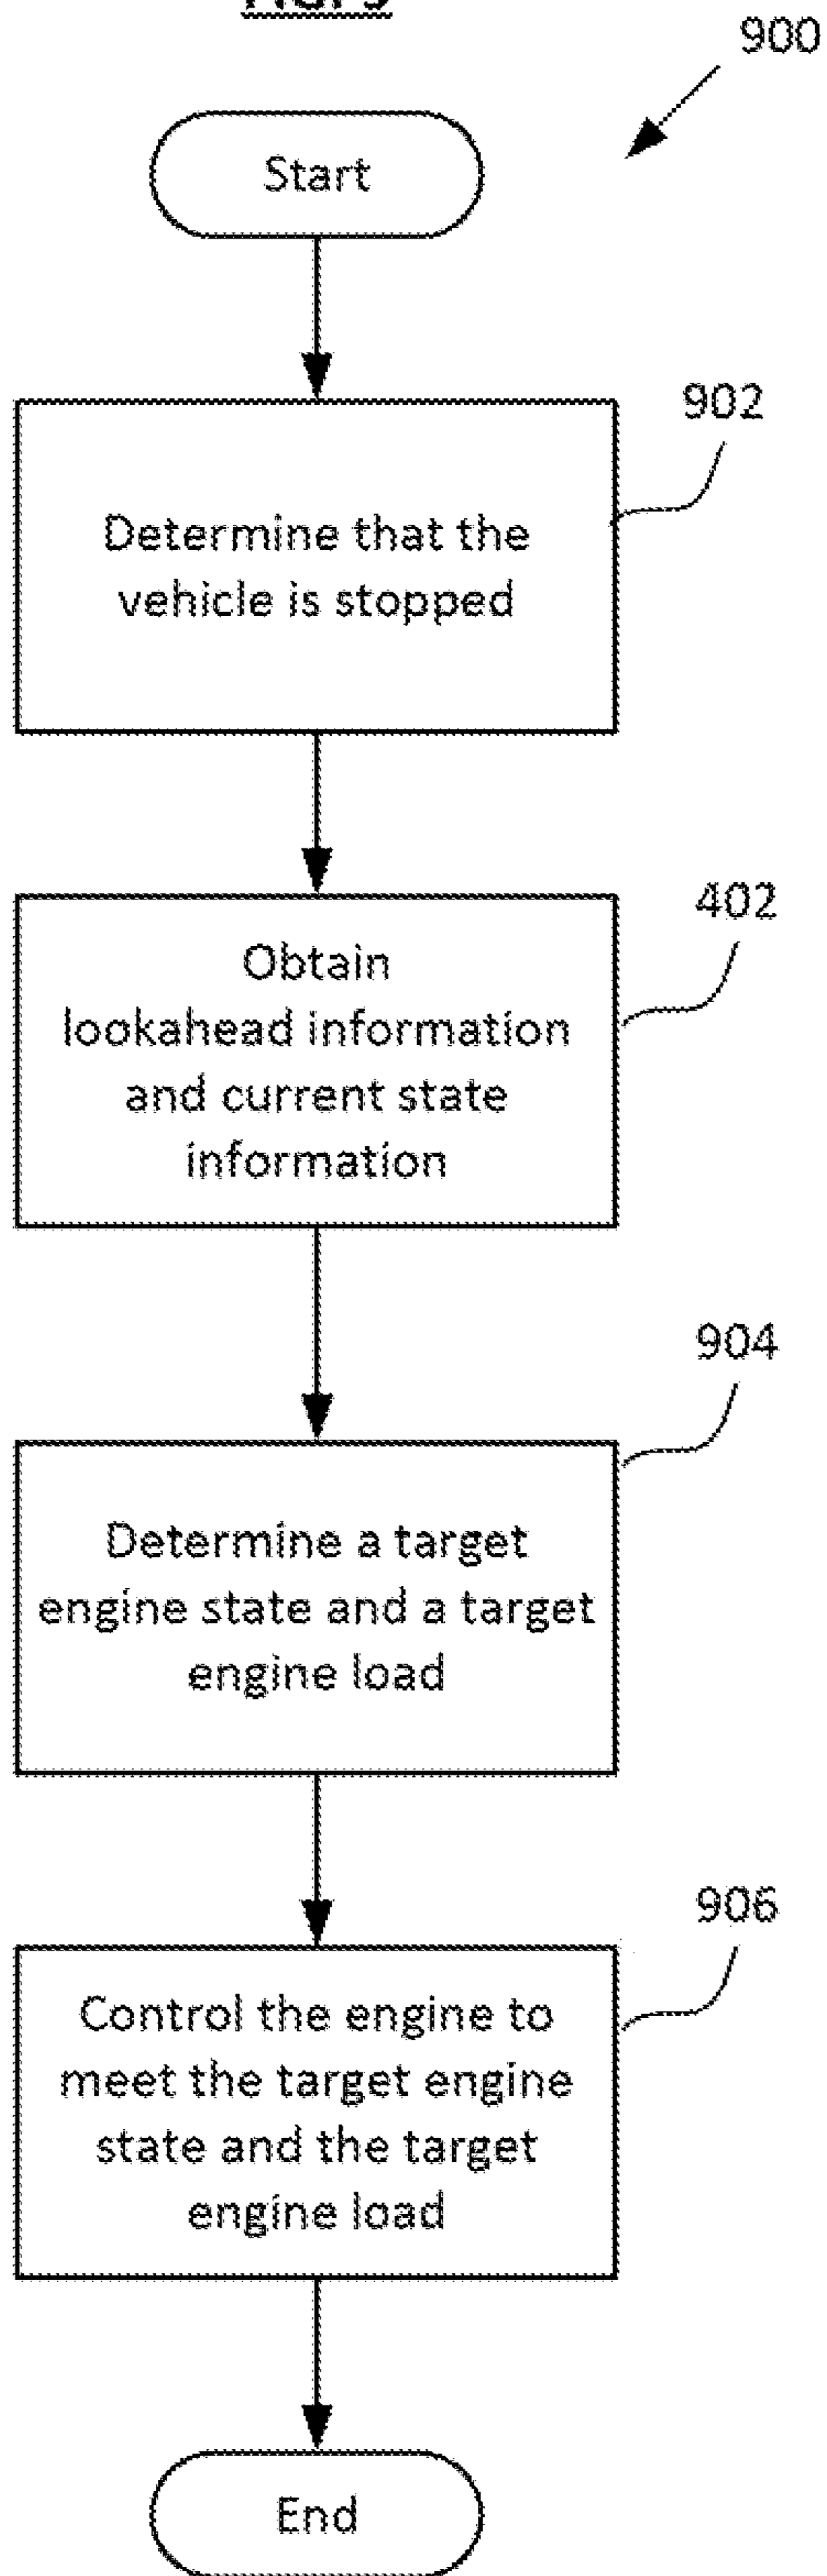 900
Start
902
Determine that the
vehicle is stopped
402
Obtain
lookahead information
and current state
information
904
Determine a target
engine state and a target
engine load
906
Control the engine to
meet the target engine
state and the target
engine load
End